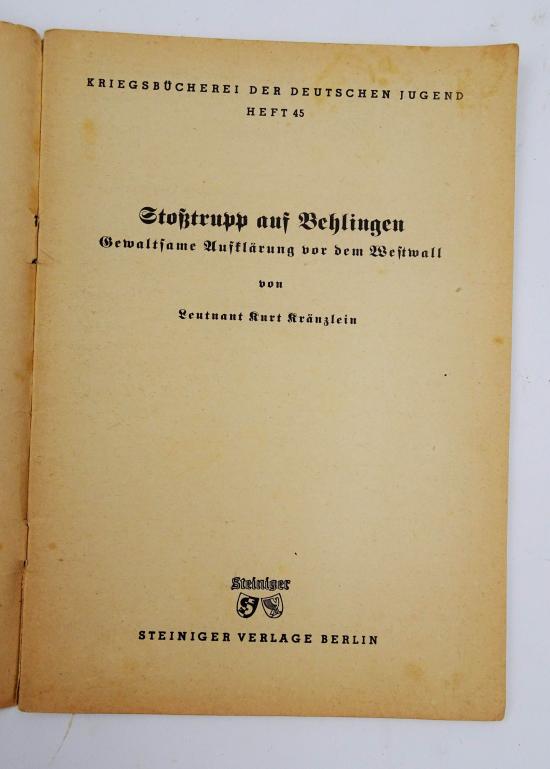 KRIEGSBÜCHEREI DER DEUTSCHEN JUGEND
HEFT 45
Stoßtrupp auf Behlingen
Gewaltsame Aufklärung vor dem Westwall
von
Leutnant Kurt Kränzlein
Steiniger
STEINIGER VERLAGE BERLIN